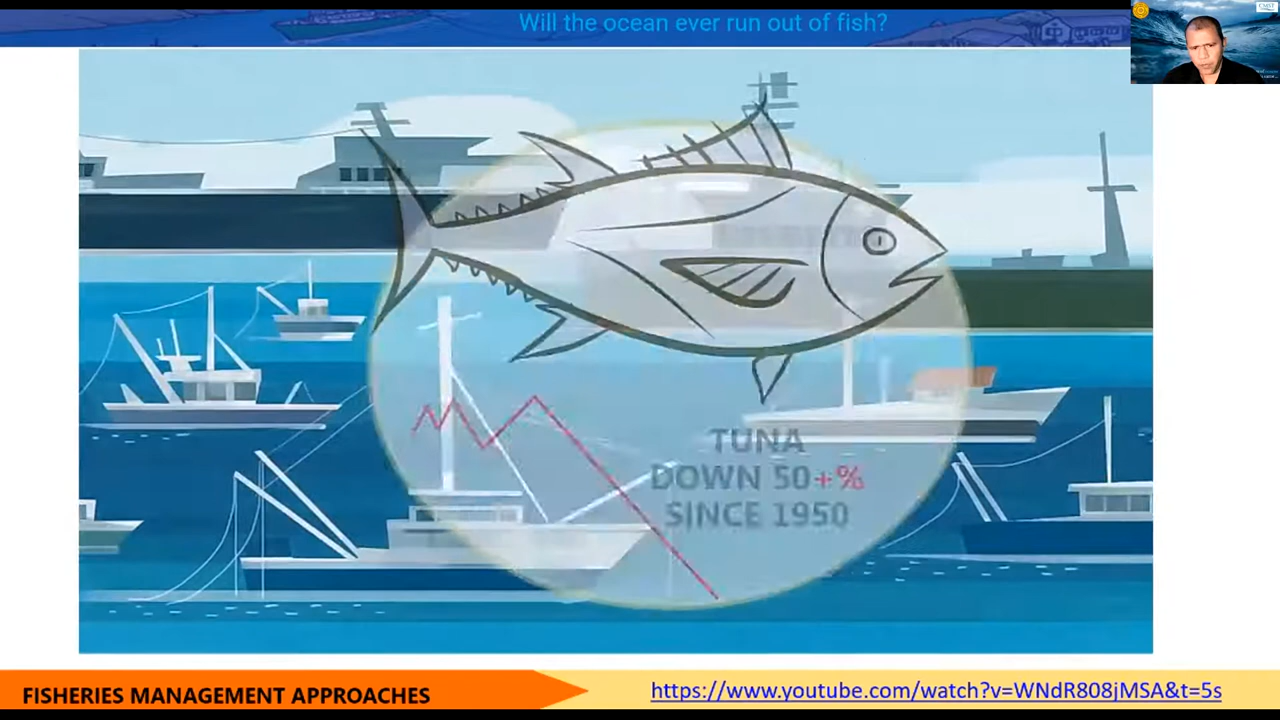 Will the ocean ever run out of fish?
TUNA
DOWN 50+%
SINCE 1950
FISHERIES MANAGEMENT APPROACHES
https://www.youtube.com/watch?v=WNdR808jMSA&t=5s